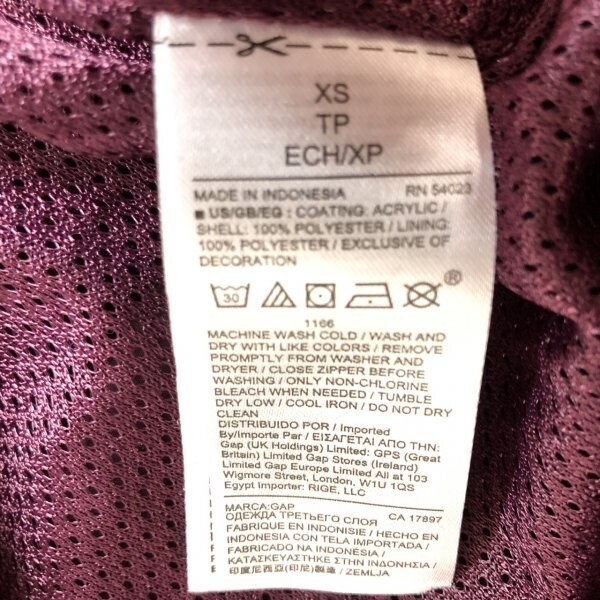 XS
TP
ECH/XP
MADE IN INDONESIA RN 54023
■ US/GB/EG : COATING: ACRYLIC /
SHELL: 100% POLYESTER / LINING:
100% POLYESTER / EXCLUSIVE OF
DECORATION
30
®
1166
MACHINE WASH COLD / WASH AND
DRY WITH LIKE COLORS / REMOVE
PROMPTLY FROM WASHER AND
DRYER / CLOSE ZIPPER BEFORE
WASHING / ONLY NON-CHLORINE
BLEACH WHEN NEEDED / TUMBLE
DRY LOW / COOL IRON / DO NOT DRY
CLEAN
DISTRIBUIDO POR / Imported
By/Importe Par / ΕΙΣΑΓΕΤΑΙ ΑΠΟ ΤΗΝ:
Gap (UK Holdings) Limited: GPS (Great
Britain) Limited Gap Stores (Ireland)
Limited Gap Europe Limited All at 103
Wigmore Street, London, W1U 1QS
Egypt Importer: RIGE, LLC
MARCA:GAP CA 17897
ОДЕЖДА ТРЕТЬЕГО СЛОЯ
FABRIQUE EN INDONISIE / HECHO EN
INDONESIA CON TELA IMPORTADA /
FABRICADO NA INDONÉSIA /
ΚΑΤΑΣΚΕΥΑΣΤΗΚΕ ΣΤΗΝ ΙΝΔΟΝΗΣΙΑ /
印度尼西亚(印尼)製造 / ZEMLJA